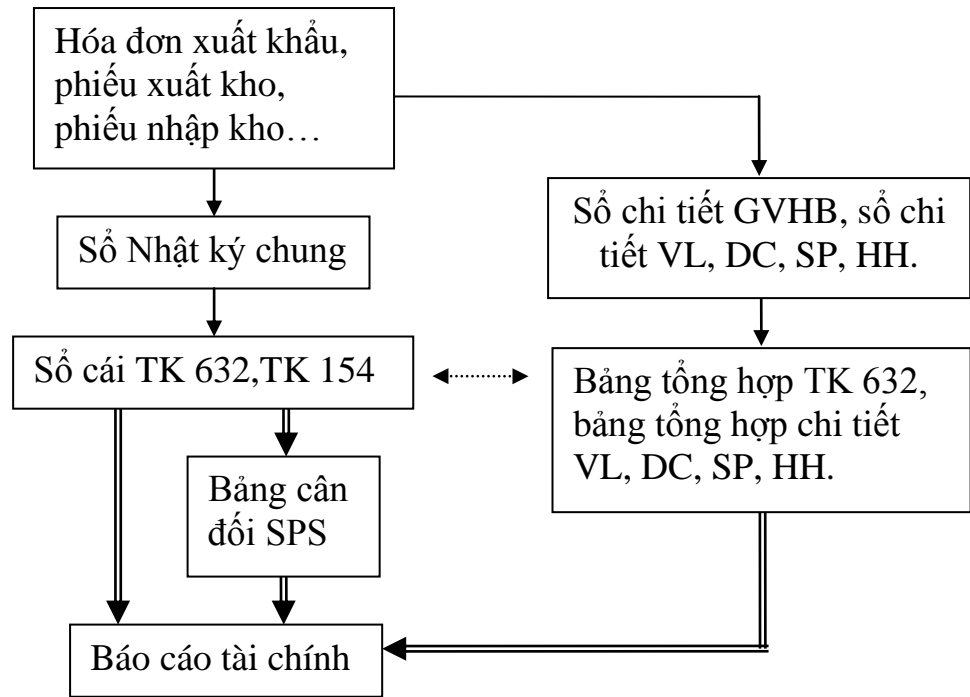 Hóa đơn xuất khẩu,
phiếu xuất kho,
phiếu nhập kho…
Sổ Nhật ký chung
Sổ chi tiết GVHB, sổ chi
tiết VL, DC, SP, HH.
Sổ cái TK 632,TK 154
Bảng tổng hợp TK 632,
bảng tổng hợp chi tiết
VL, DC, SP, HH.
Bảng cân
đối SPS
Báo cáo tài chính